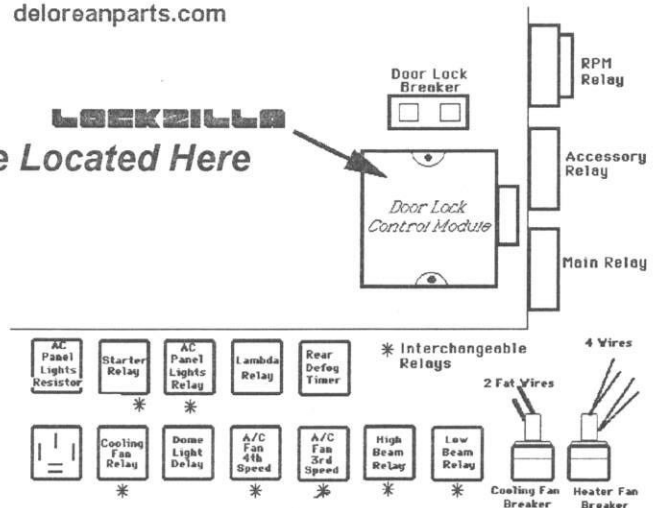 deloreanparts.com
LOCKZILLA
e Located Here
Door Lock
Breaker
RPM
Relay
Accessory
Relay
Door Lock
Control Module
Main Relay
AC
Panel
Lights
Resistor
Starter
Relay
*
AC
Panel
Lights
Relay
*
Lambda
Relay
Rear
Defog
Timer
* Interchangeable
Relays
2 Fat Wires
4 Wires
Cooling
Fan
Relay
*
Dome
Light
Delay
A/C
Fan
4th
Speed
*
A/C
Fan
3rd
Speed
*
High
Beam
Relay
*
Low
Beam
Relay
*
Cooling Fan
Breaker
Heater Fan
Breaker